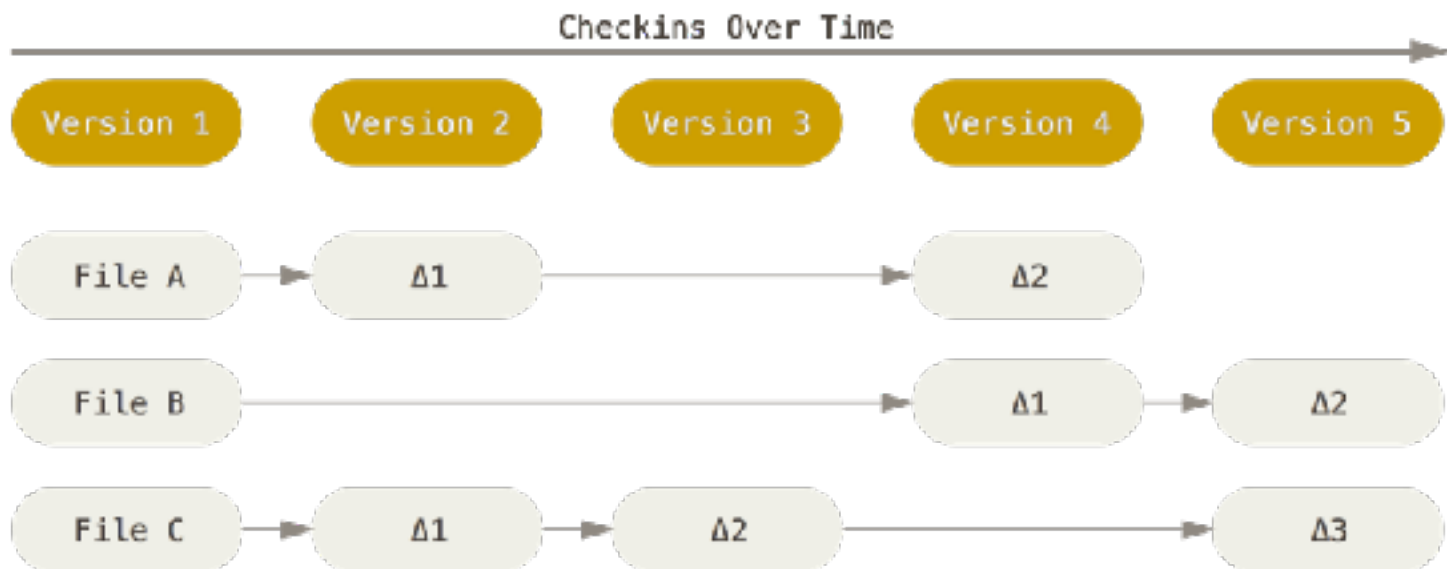 Checkins Over Time
Version 1 Version 2 Version 3 Version 4 Version 5
File A Δ1 Δ2
File B Δ1 Δ2
File C Δ1 Δ2 Δ3